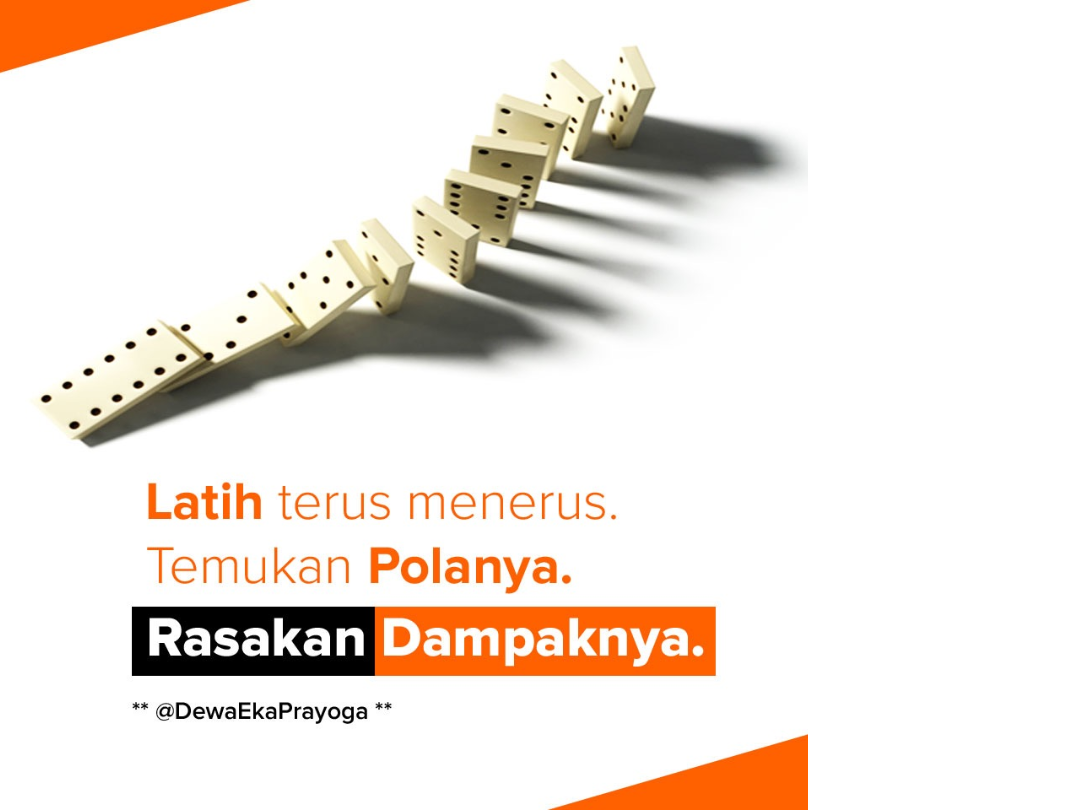 Latih terus menerus.
Temukan Polanya.
Rasakan Dampaknya.
** @DewaEkaPrayoga **